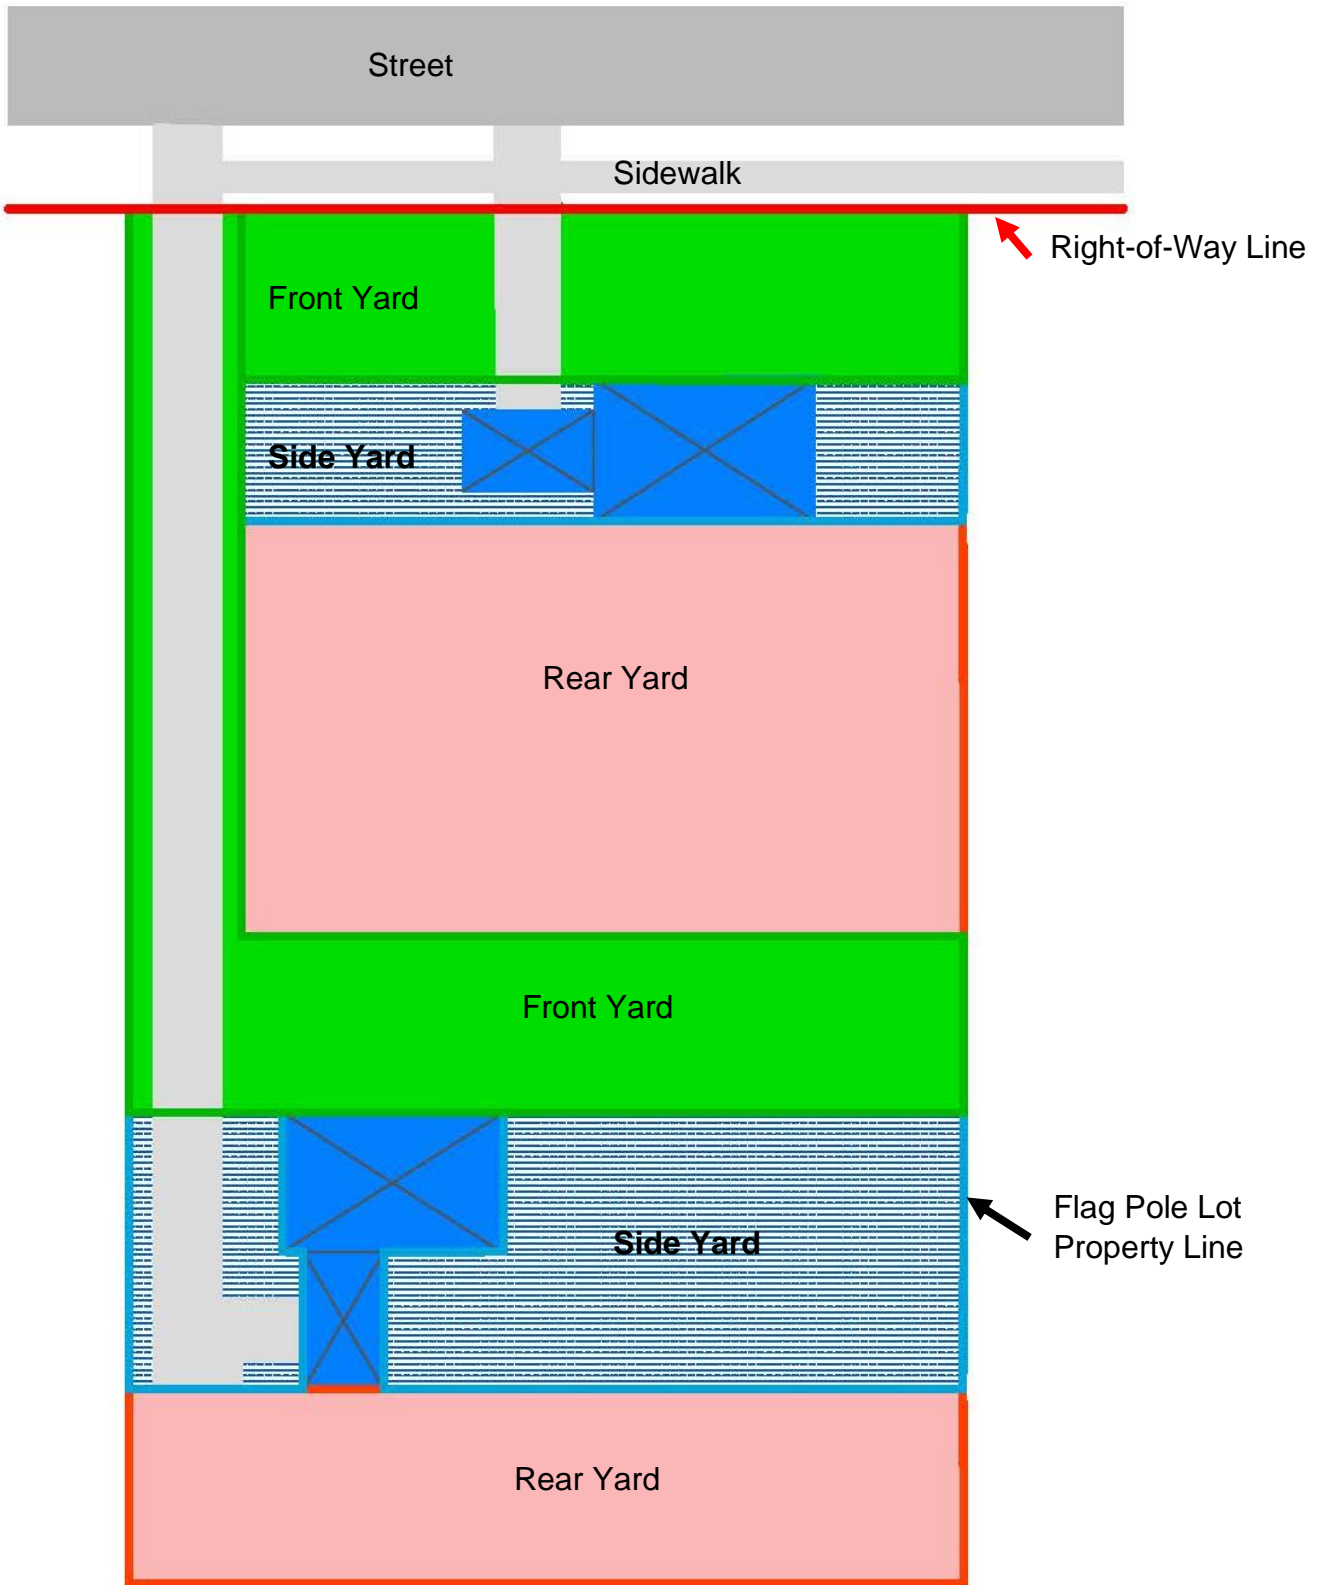 Street
Sidewalk
Right-of-Way Line
Front Yard
Side Yard
Rear Yard
Front Yard
Flag Pole Lot
Property Line
Side Yard
Rear Yard